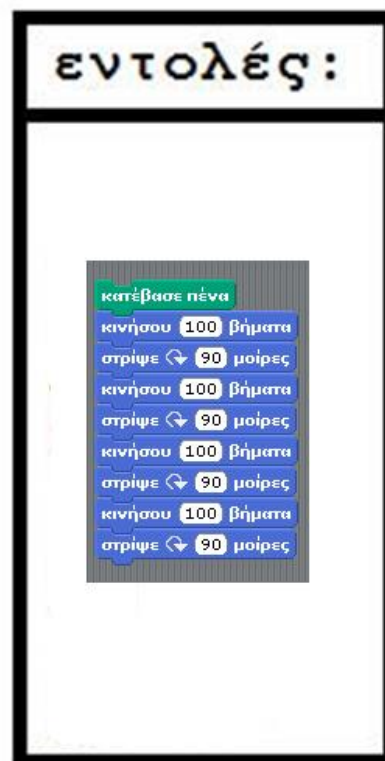 εντολές:
κατέβασε πένα
κινήσου 100 βήματα
στρίψε 90 μοίρες
κινήσου 100 βήματα
στρίψε 90 μοίρες
κινήσου 100 βήματα
στρίψε 90 μοίρες
κινήσου 100 βήματα
στρίψε 90 μοίρες